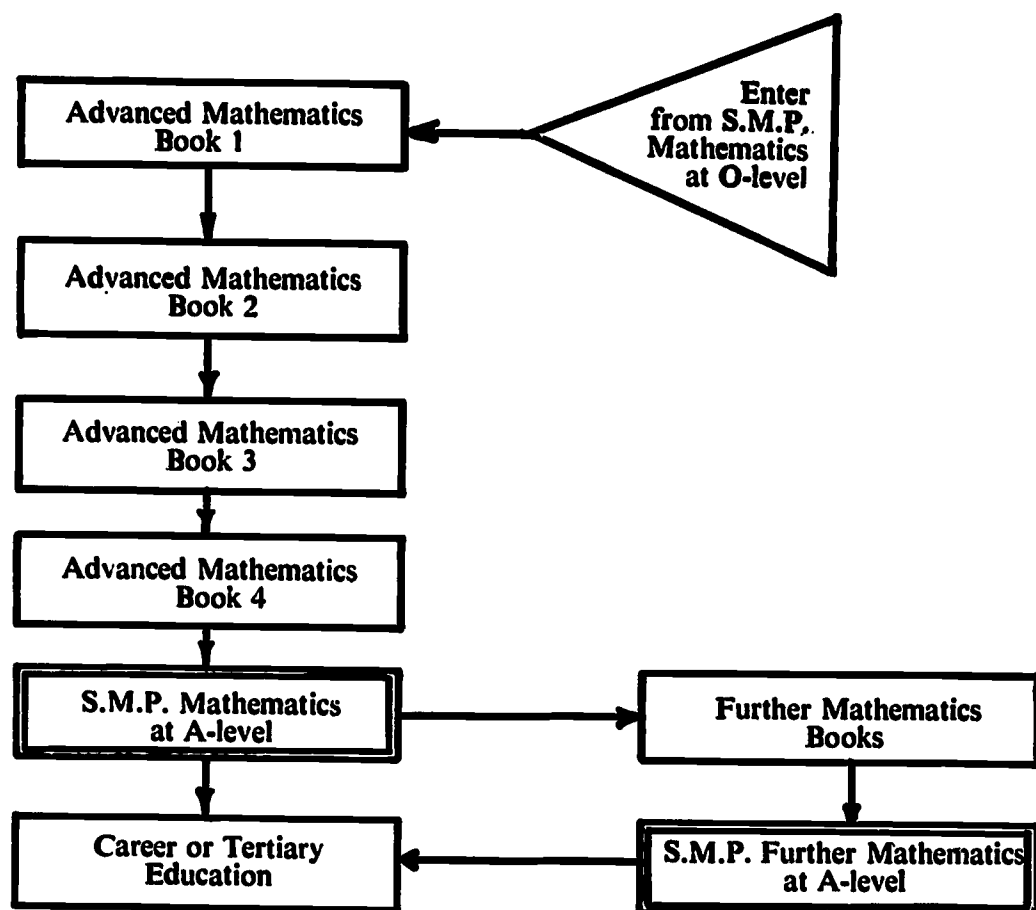 Enter
from S.M.P.
Mathematics
at O-level
Advanced Mathematics
Book 1
Advanced Mathematics
Book 2
Advanced Mathematics
Book 3
Advanced Mathematics
Book 4
S.M.P. Mathematics
at A-level
Further Mathematics
Books
S.M.P. Further Mathematics
at A-level
Career or Tertiary
Education